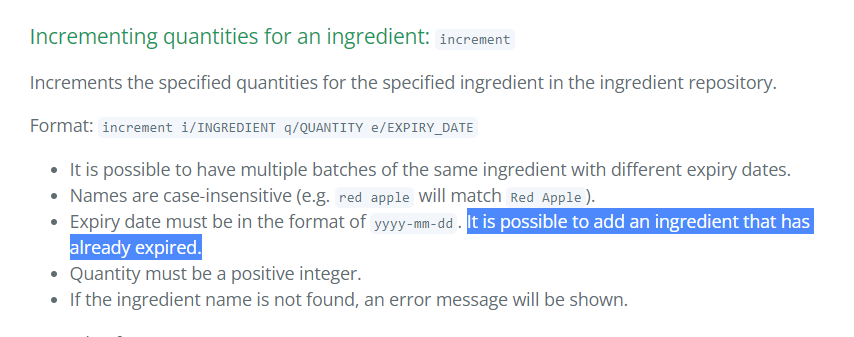 Incrementing quantities for an ingredient: increment
Increments the specified quantities for the specified ingredient in the ingredient repository.
Format: increment i/INGREDIENT q/QUANTITY e/EXPIRY_DATE
• It is possible to have multiple batches of the same ingredient with different expiry dates.
• Names are case-insensitive (e.g. red apple will match Red Apple ).
• Expiry date must be in the format of yyyy-mm-dd . It is possible to add an ingredient that has
already expired.
• Quantity must be a positive integer.
• If the ingredient name is not found, an error message will be shown.